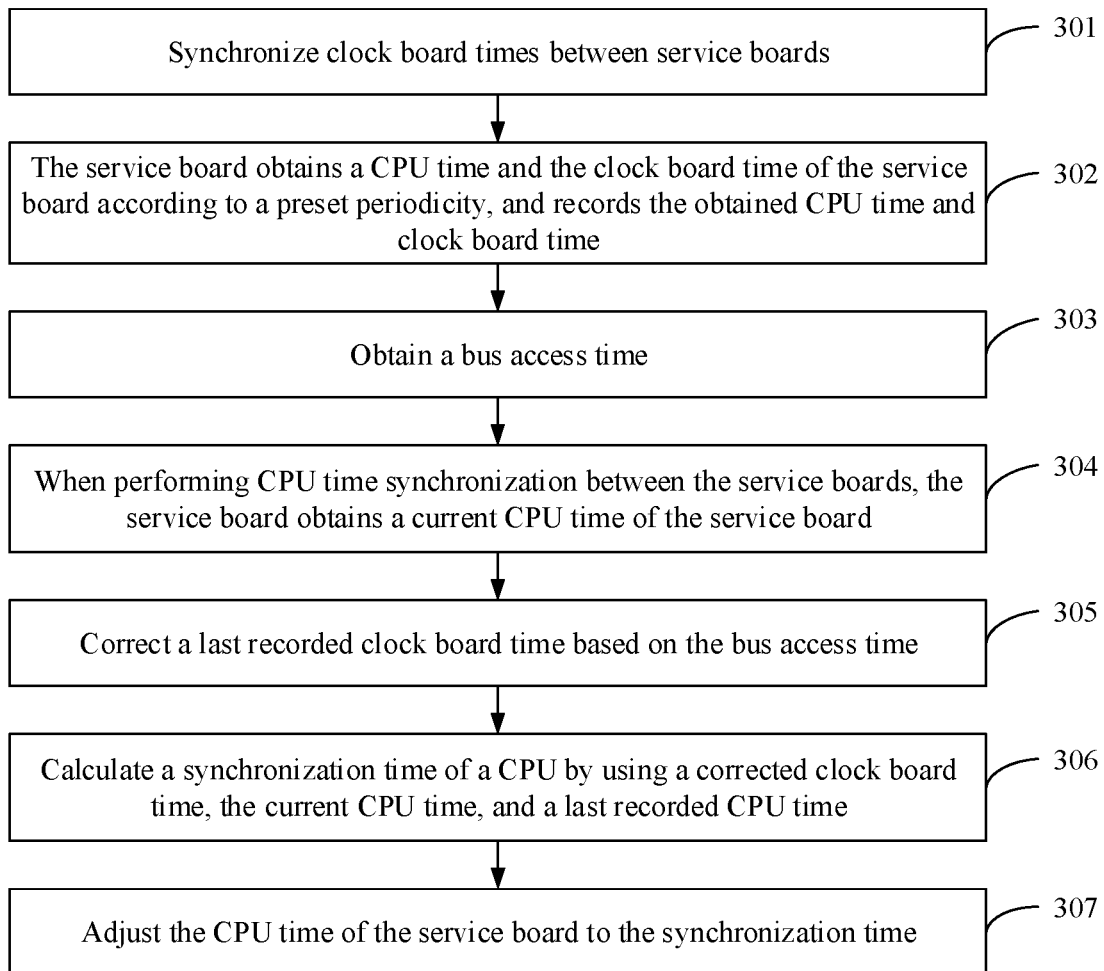 Synchronize clock board times between service boards
301
The service board obtains a CPU time and the clock board time of the service
board according to a preset periodicity, and records the obtained CPU time and
clock board time
302
Obtain a bus access time
303
When performing CPU time synchronization between the service boards, the
service board obtains a current CPU time of the service board
304
Correct a last recorded clock board time based on the bus access time
305
Calculate a synchronization time of a CPU by using a corrected clock board
time, the current CPU time, and a last recorded CPU time
306
Adjust the CPU time of the service board to the synchronization time
307